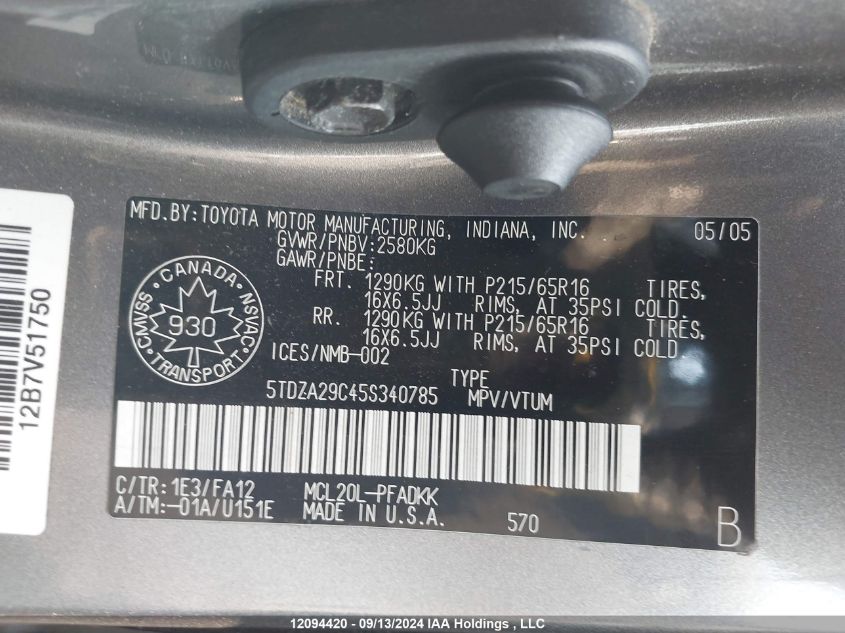 MFD.BY:TOYOTA MOTOR MANUFACTURING, INDIANA, INC. 05/05
GVWR/PNBV:2580KG
GAWR/PNBE:
FRT. 1290KG WITH P215/65R16 TIRES,
16X6.5JJ RIMS, AT 35PSI COLD.
RR. 1290KG WITH P215/65R16 TIRES,
16X6.5JJ RIMS, AT 35PSI COLD.
ICES/NMB-002
CANADA
CMVSS 930 NSVAC
TRANSPORT
TYPE
5TDZA29C45S340785 MPV/VTUM
C/TR:1E3/FA12 MCL20L-PFADKK
A/TM:-01A/U151E MADE IN U.S.A. 570 B
12B7V51750
12094420 - 09/13/2024 IAA Holdings , LLC